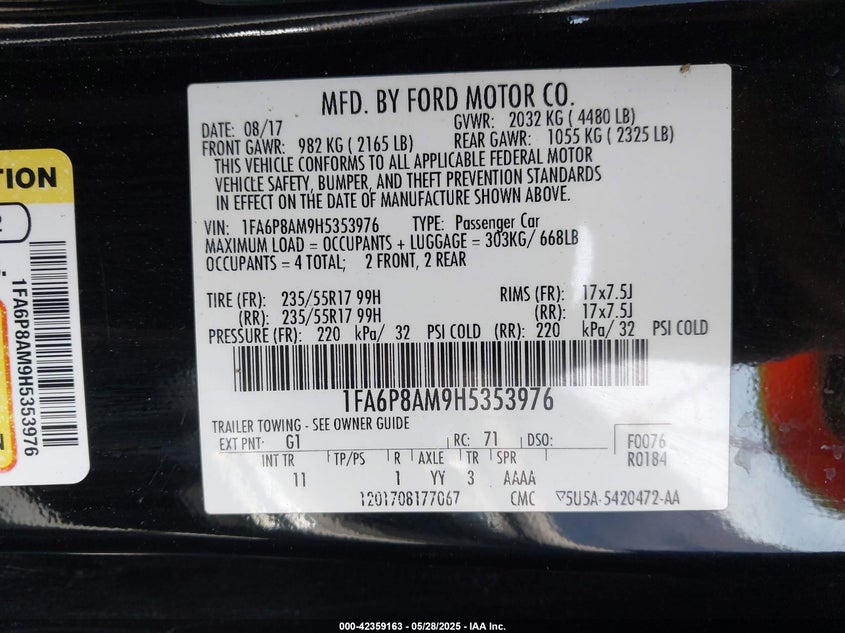 MFD. BY FORD MOTOR CO.
DATE: 08/17 GVWR: 2032 KG ( 4480 LB)
FRONT GAWR: 982 KG ( 2165 LB) REAR GAWR: 1055 KG ( 2325 LB)
THIS VEHICLE CONFORMS TO ALL APPLICABLE FEDERAL MOTOR
VEHICLE SAFETY, BUMPER, AND THEFT PREVENTION STANDARDS
IN EFFECT ON THE DATE OF MANUFACTURE SHOWN ABOVE.
VIN: 1FA6P8AM9H5353976 TYPE: Passenger Car
MAXIMUM LOAD = OCCUPANTS + LUGGAGE = 303KG/ 668LB
OCCUPANTS = 4 TOTAL; 2 FRONT, 2 REAR
TIRE (FR): 235/55R17 99H RIMS (FR): 17x7.5J
(RR): 235/55R17 99H (RR): 17x7.5J
PRESSURE (FR): 220 kPa/ 32 PSI COLD (RR): 220 kPa/ 32 PSI COLD
1FA6P8AM9H5353976
TRAILER TOWING - SEE OWNER GUIDE
EXT PNT: G1 RC: 71 DSO: F0076
R0184
INT TR TP/PS R AXLE TR SPR
11 1 YY 3 AAAA
1201708177067 CMC 5U5A-5420472-AA
TION
2
1FA6P8AM9H5353976
000-42359163 - 05/28/2025 - IAA Inc.